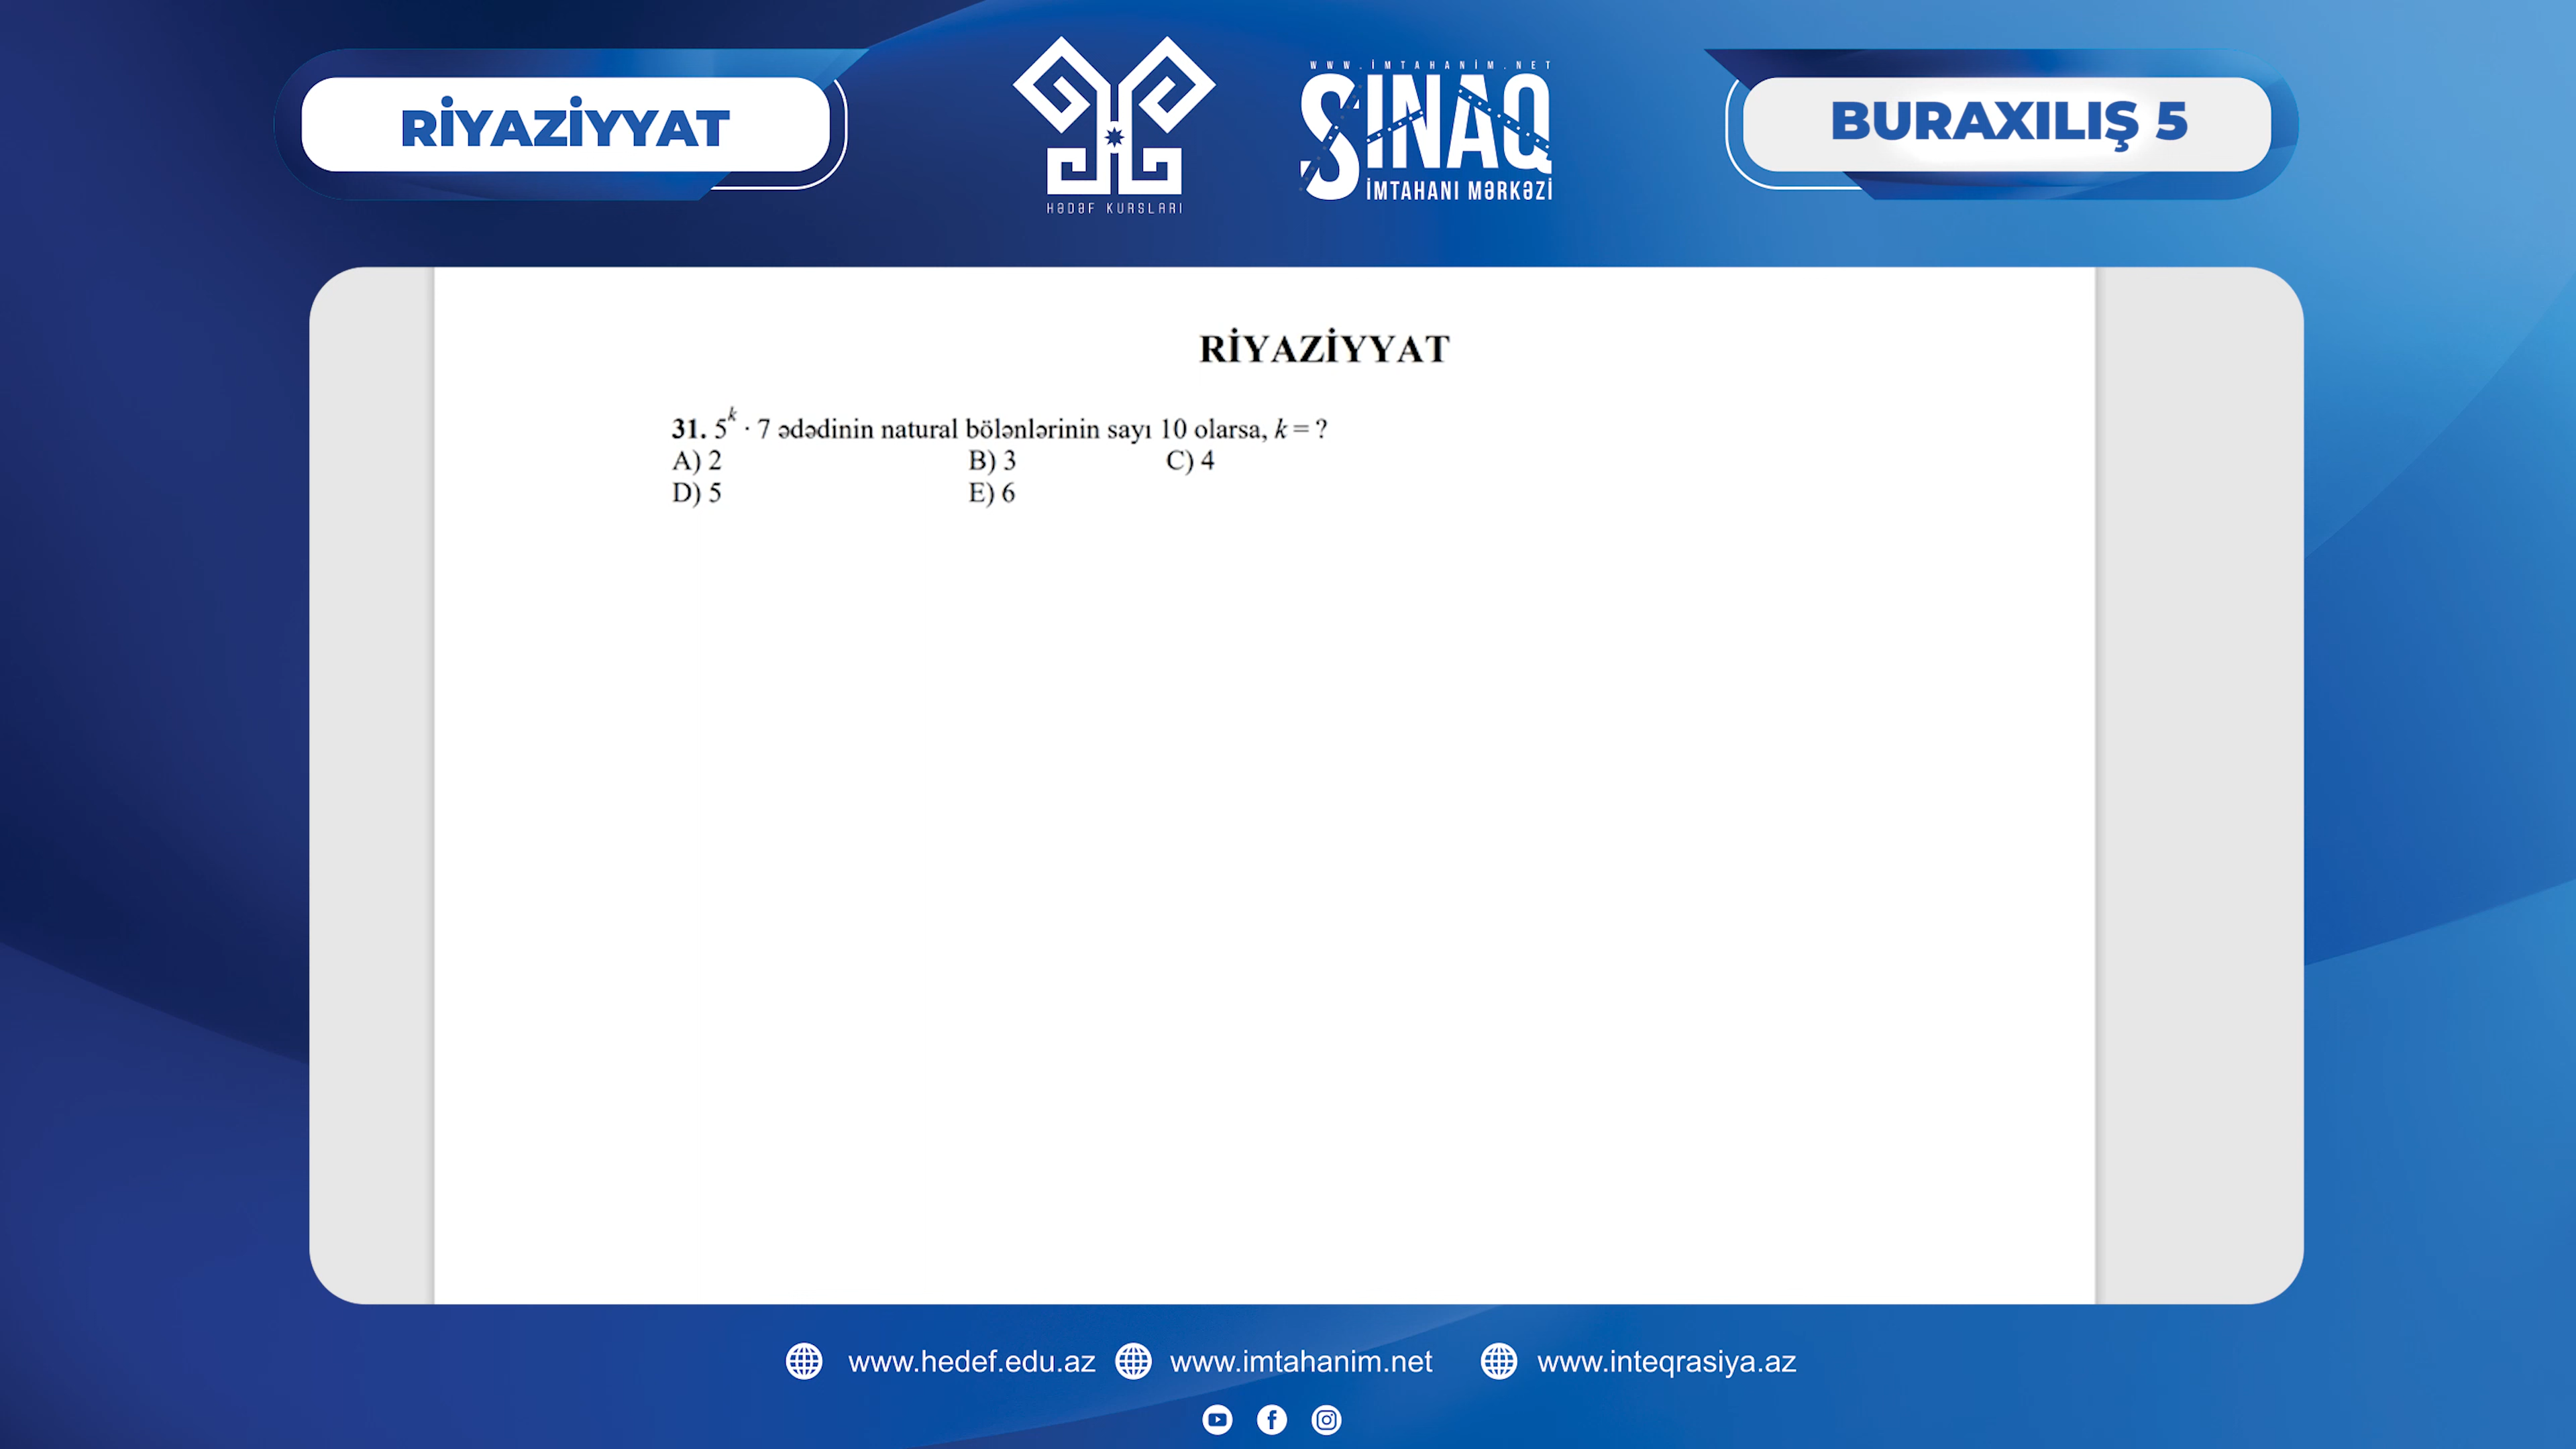 RİYAZİYYAT
HƏDƏF KURSLARI
WWW.İMTAHANİM.NET
SINAQ
İMTAHANI MƏRKƏZİ
BURAXILIŞ 5
RİYAZİYYAT
31. 5^k · 7 ədədinin natural bölənlərinin sayı 10 olarsa, k = ?
A) 2 B) 3 C) 4
D) 5 E) 6
www.hedef.edu.az www.imtahanim.net www.inteqrasiya.az